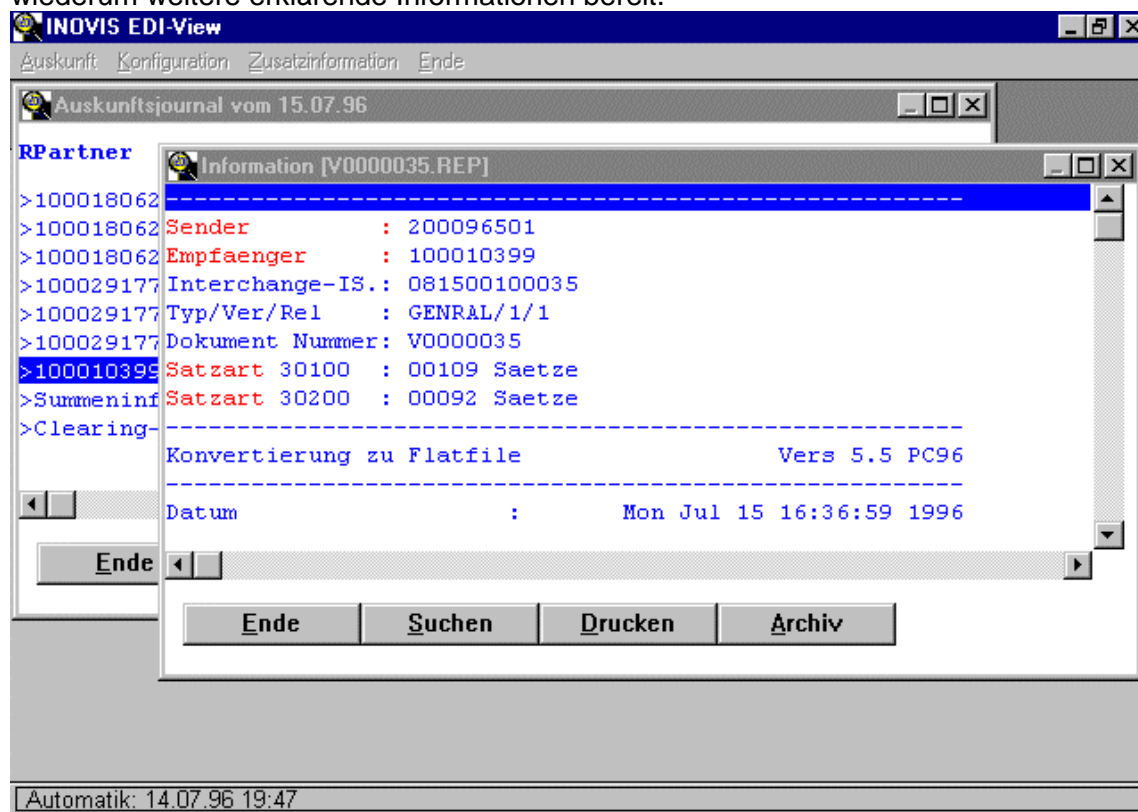 wiederum weitere erklärende Informationen bereit.
INOVIS EDI-View
Auskunft Konfiguration Zusatzinformation Ende
Auskunftsjournal vom 15.07.96
RPartner
Information [V0000035.REP]
>100018062
>100018062
>100018062
>100029177
>100029177
>100029177
>100010399
>Summeninf
>Clearing-
--------------------------------------------------------
Sender : 200096501
Empfaenger : 100010399
Interchange-IS.: 081500100035
Typ/Ver/Rel : GENRAL/1/1
Dokument Nummer: V0000035
Satzart 30100 : 00109 Saetze
Satzart 30200 : 00092 Saetze
--------------------------------------------------------
Konvertierung zu Flatfile Vers 5.5 PC96
--------------------------------------------------------
Datum : Mon Jul 15 16:36:59 1996
Ende
Ende Suchen Drucken Archiv
Automatik: 14.07.96 19:47